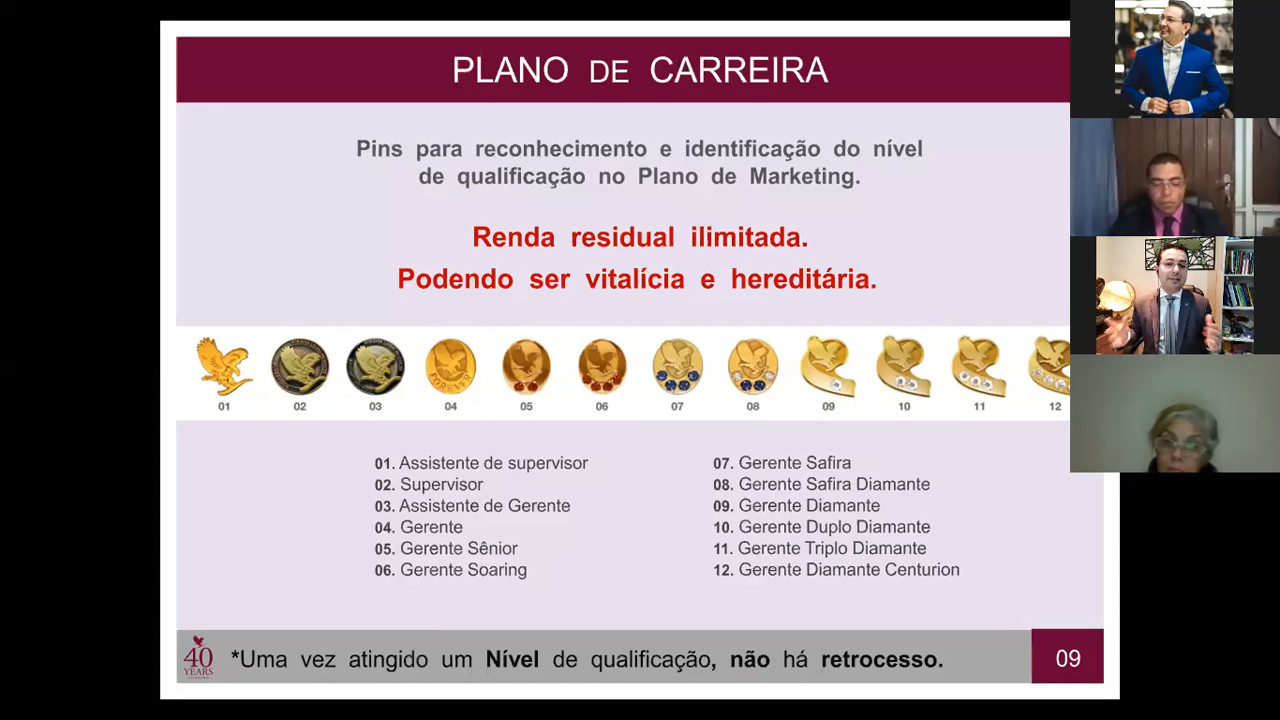 PLANO DE CARREIRA
Pins para reconhecimento e identificação do nível
de qualificação no Plano de Marketing.
Renda residual ilimitada.
Podendo ser vitalícia e hereditária.
FOREVER
01 02 03 04 05 06 07 08 09 10 11 12
01. Assistente de supervisor
02. Supervisor
03. Assistente de Gerente
04. Gerente
05. Gerente Sênior
06. Gerente Soaring
07. Gerente Safira
08. Gerente Safira Diamante
09. Gerente Diamante
10. Gerente Duplo Diamante
11. Gerente Triplo Diamante
12. Gerente Diamante Centurion
40
YEARS
*Uma vez atingido um Nível de qualificação, não há retrocesso.
09